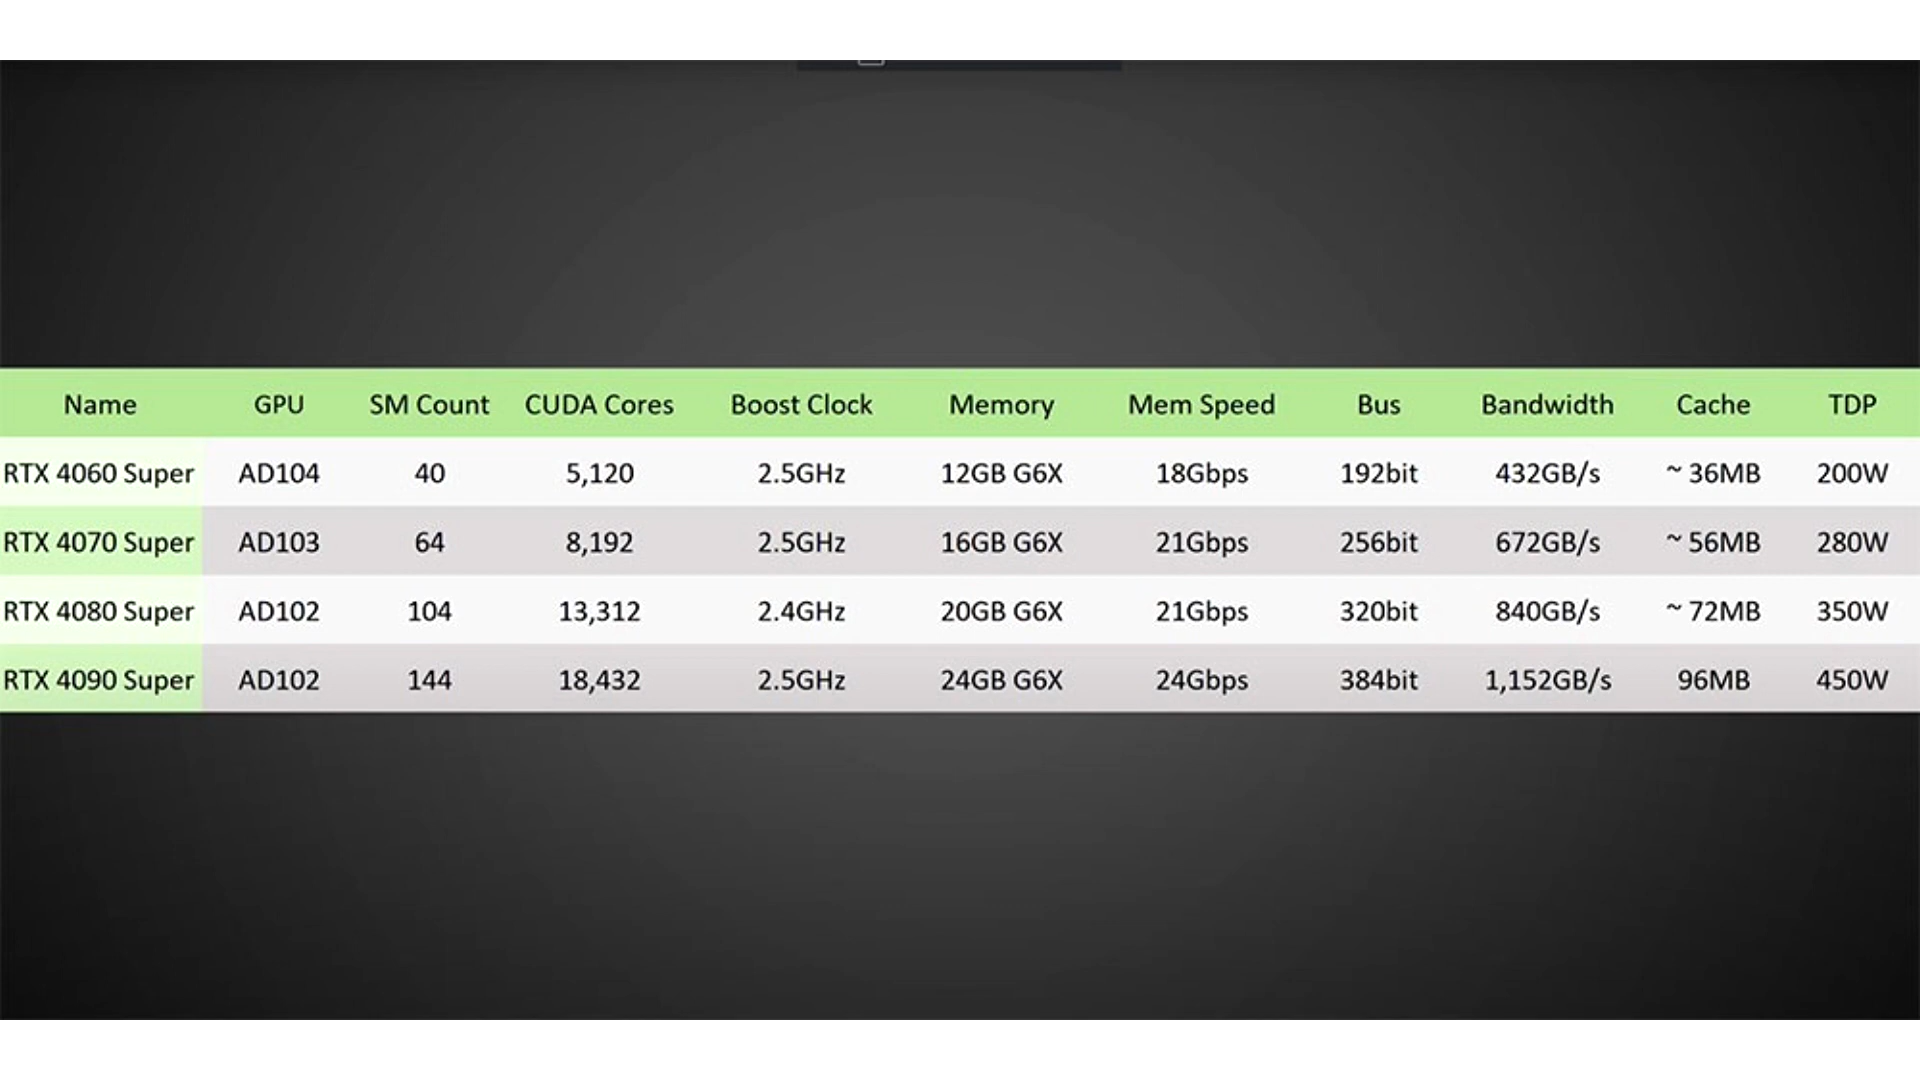 Name GPU SM Count CUDA Cores Boost Clock Memory Mem Speed Bus Bandwidth Cache TDP
RTX 4060 Super AD104 40 5,120 2.5GHz 12GB G6X 18Gbps 192bit 432GB/s ~ 36MB 200W
RTX 4070 Super AD103 64 8,192 2.5GHz 16GB G6X 21Gbps 256bit 672GB/s ~ 56MB 280W
RTX 4080 Super AD102 104 13,312 2.4GHz 20GB G6X 21Gbps 320bit 840GB/s ~ 72MB 350W
RTX 4090 Super AD102 144 18,432 2.5GHz 24GB G6X 24Gbps 384bit 1,152GB/s 96MB 450W